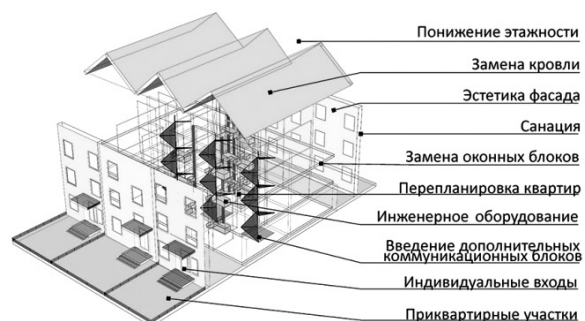 Понижение этажности
Замена кровли
Эстетика фасада
Санация
Замена оконных блоков
Перепланировка квартир
Инженерное оборудование
Введение дополнительных
коммуникационных блоков
Индивидуальные входы
Приквартирные участки